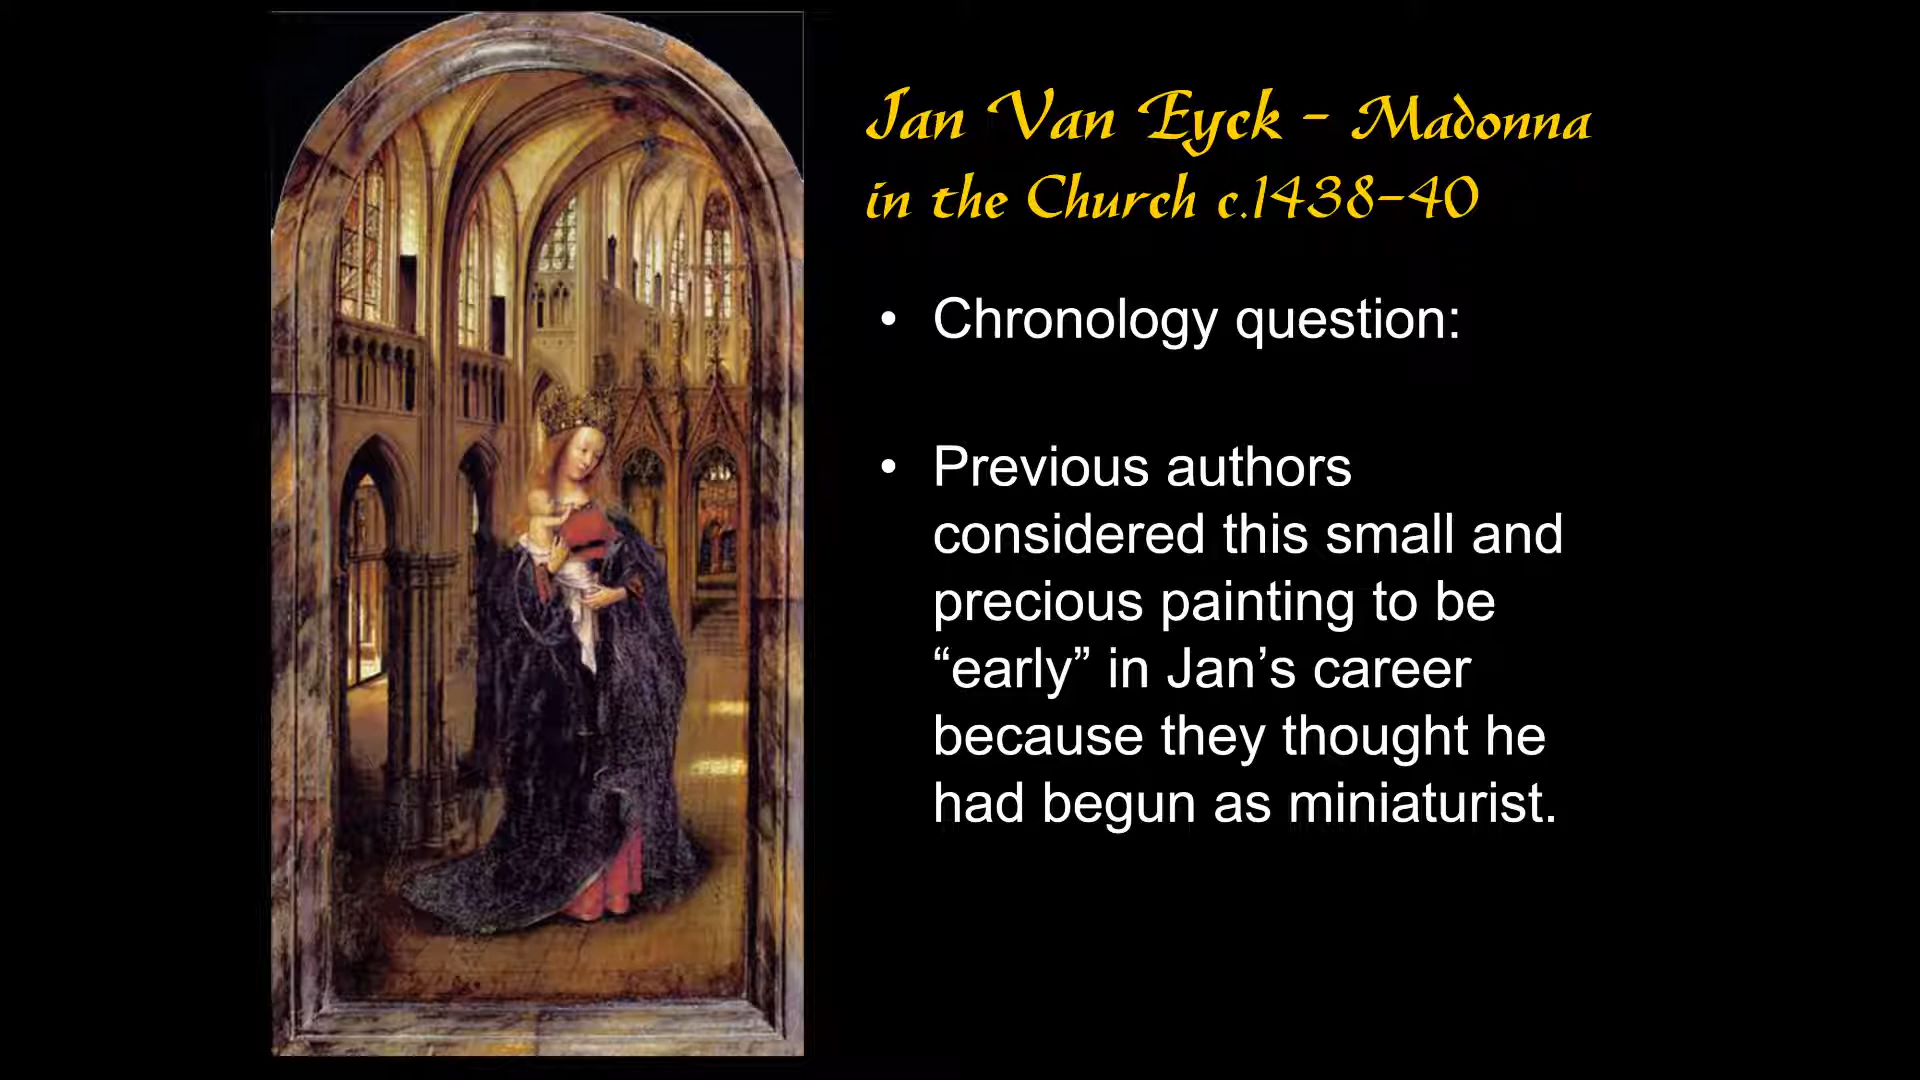 Jan Van Eyck - Madonna
in the Church c.1438-40
• Chronology question:
• Previous authors
considered this small and
precious painting to be
“early” in Jan’s career
because they thought he
had begun as miniaturist.